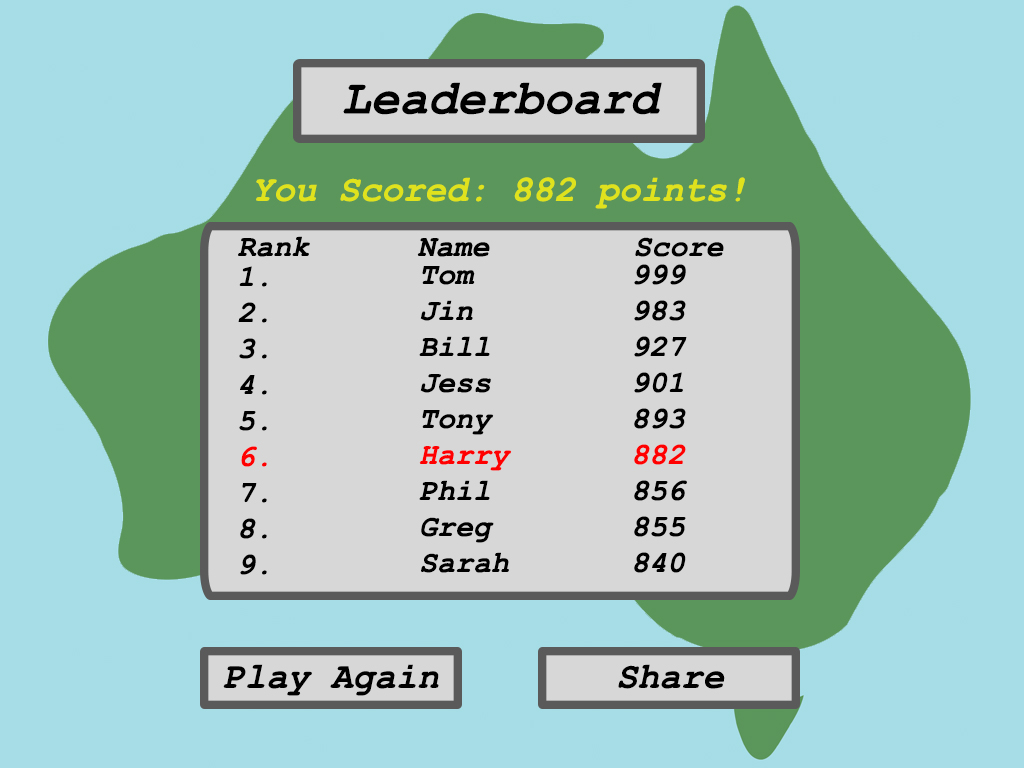 Leaderboard
You Scored: 882 points!
Rank Name Score
1. Tom 999
2. Jin 983
3. Bill 927
4. Jess 901
5. Tony 893
6. Harry 882
7. Phil 856
8. Greg 855
9. Sarah 840
Play Again Share